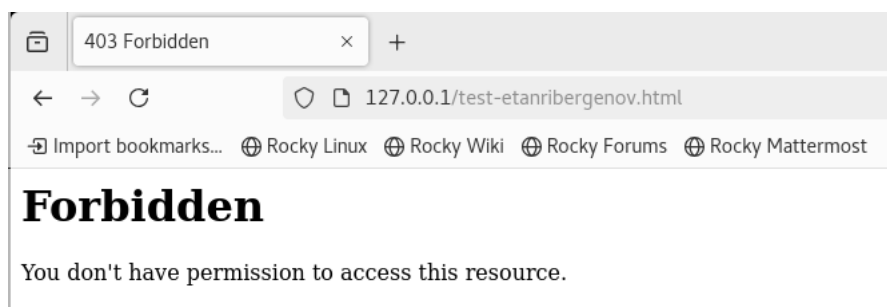 403 Forbidden
127.0.0.1/test-etanribergenov.html
Import bookmarks... Rocky Linux Rocky Wiki Rocky Forums Rocky Mattermost
Forbidden
You don't have permission to access this resource.